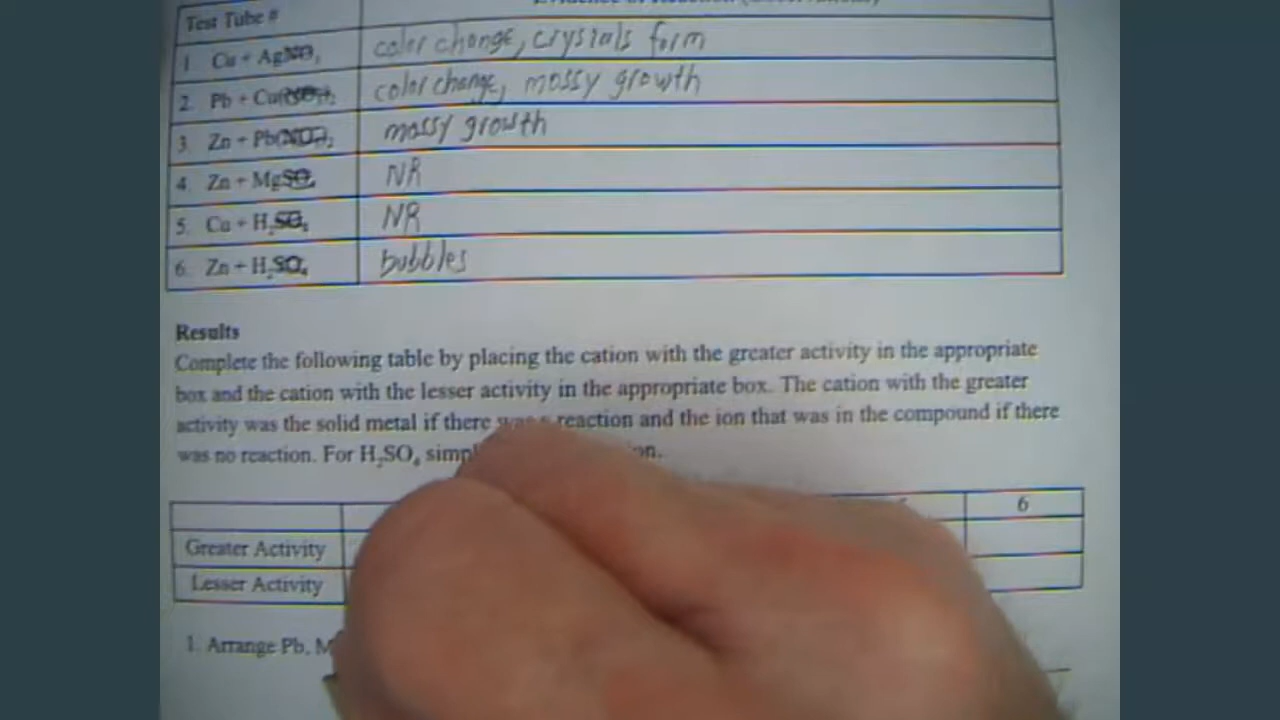 Test Tube #
1. Cu + AgNO3 color change, crystals form
2. Pb + Cu(NO3)2 color change, mossy growth
3. Zn + Pb(NO3)2 mossy growth
4. Zn + MgSO4 NR
5. Cu + H2SO4 NR
6. Zn + H2SO4 bubbles
Results
Complete the following table by placing the cation with the greater activity in the appropriate
box and the cation with the lesser activity in the appropriate box. The cation with the greater
activity was the solid metal if there was a reaction and the ion that was in the compound if there
was no reaction. For H2SO4
6
Greater Activity
Lesser Activity
1. Arrange Pb,